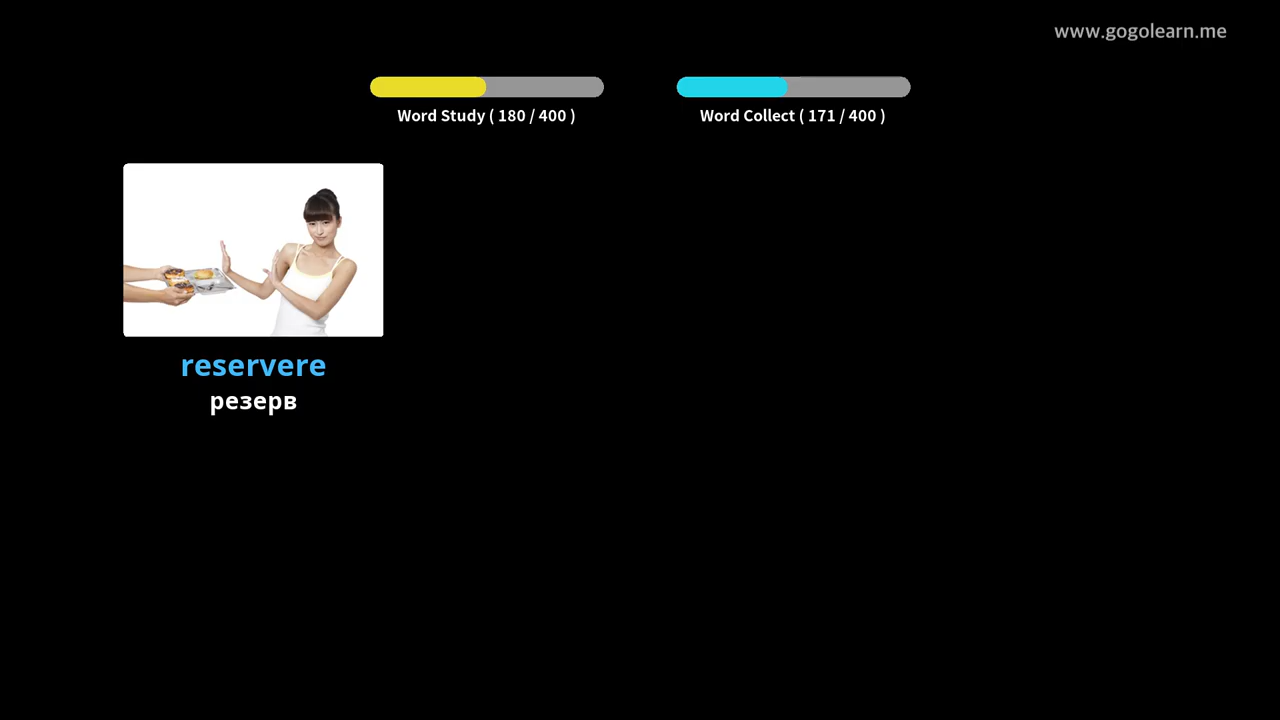 www.gogolearn.me
Word Study ( 180 / 400 )
Word Collect ( 171 / 400 )
reservere
резерв